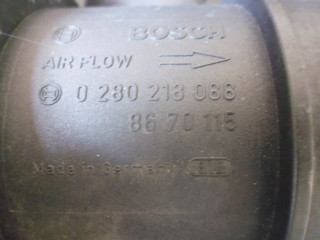 BOSCH
AIR FLOW
0 280 218 088
86 70 115
Made in Germany